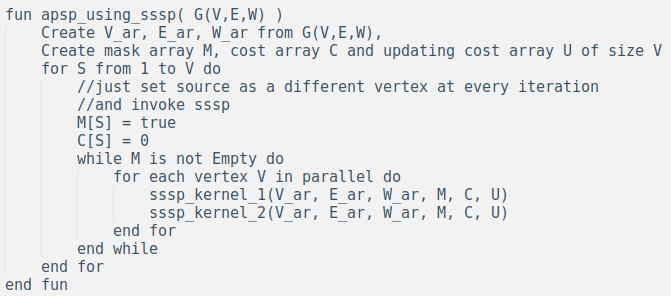 fun apsp_using_sssp( G(V,E,W) )
    Create V_ar, E_ar, W_ar from G(V,E,W),
    Create mask array M, cost array C and updating cost array U of size V
    for S from 1 to V do
        //just set source as a different vertex at every iteration
        //and invoke sssp
        M[S] = true
        C[S] = 0
        while M is not Empty do
            for each vertex V in parallel do
                sssp_kernel_1(V_ar, E_ar, W_ar, M, C, U)
                sssp_kernel_2(V_ar, E_ar, W_ar, M, C, U)
            end for
        end while
    end for
end fun